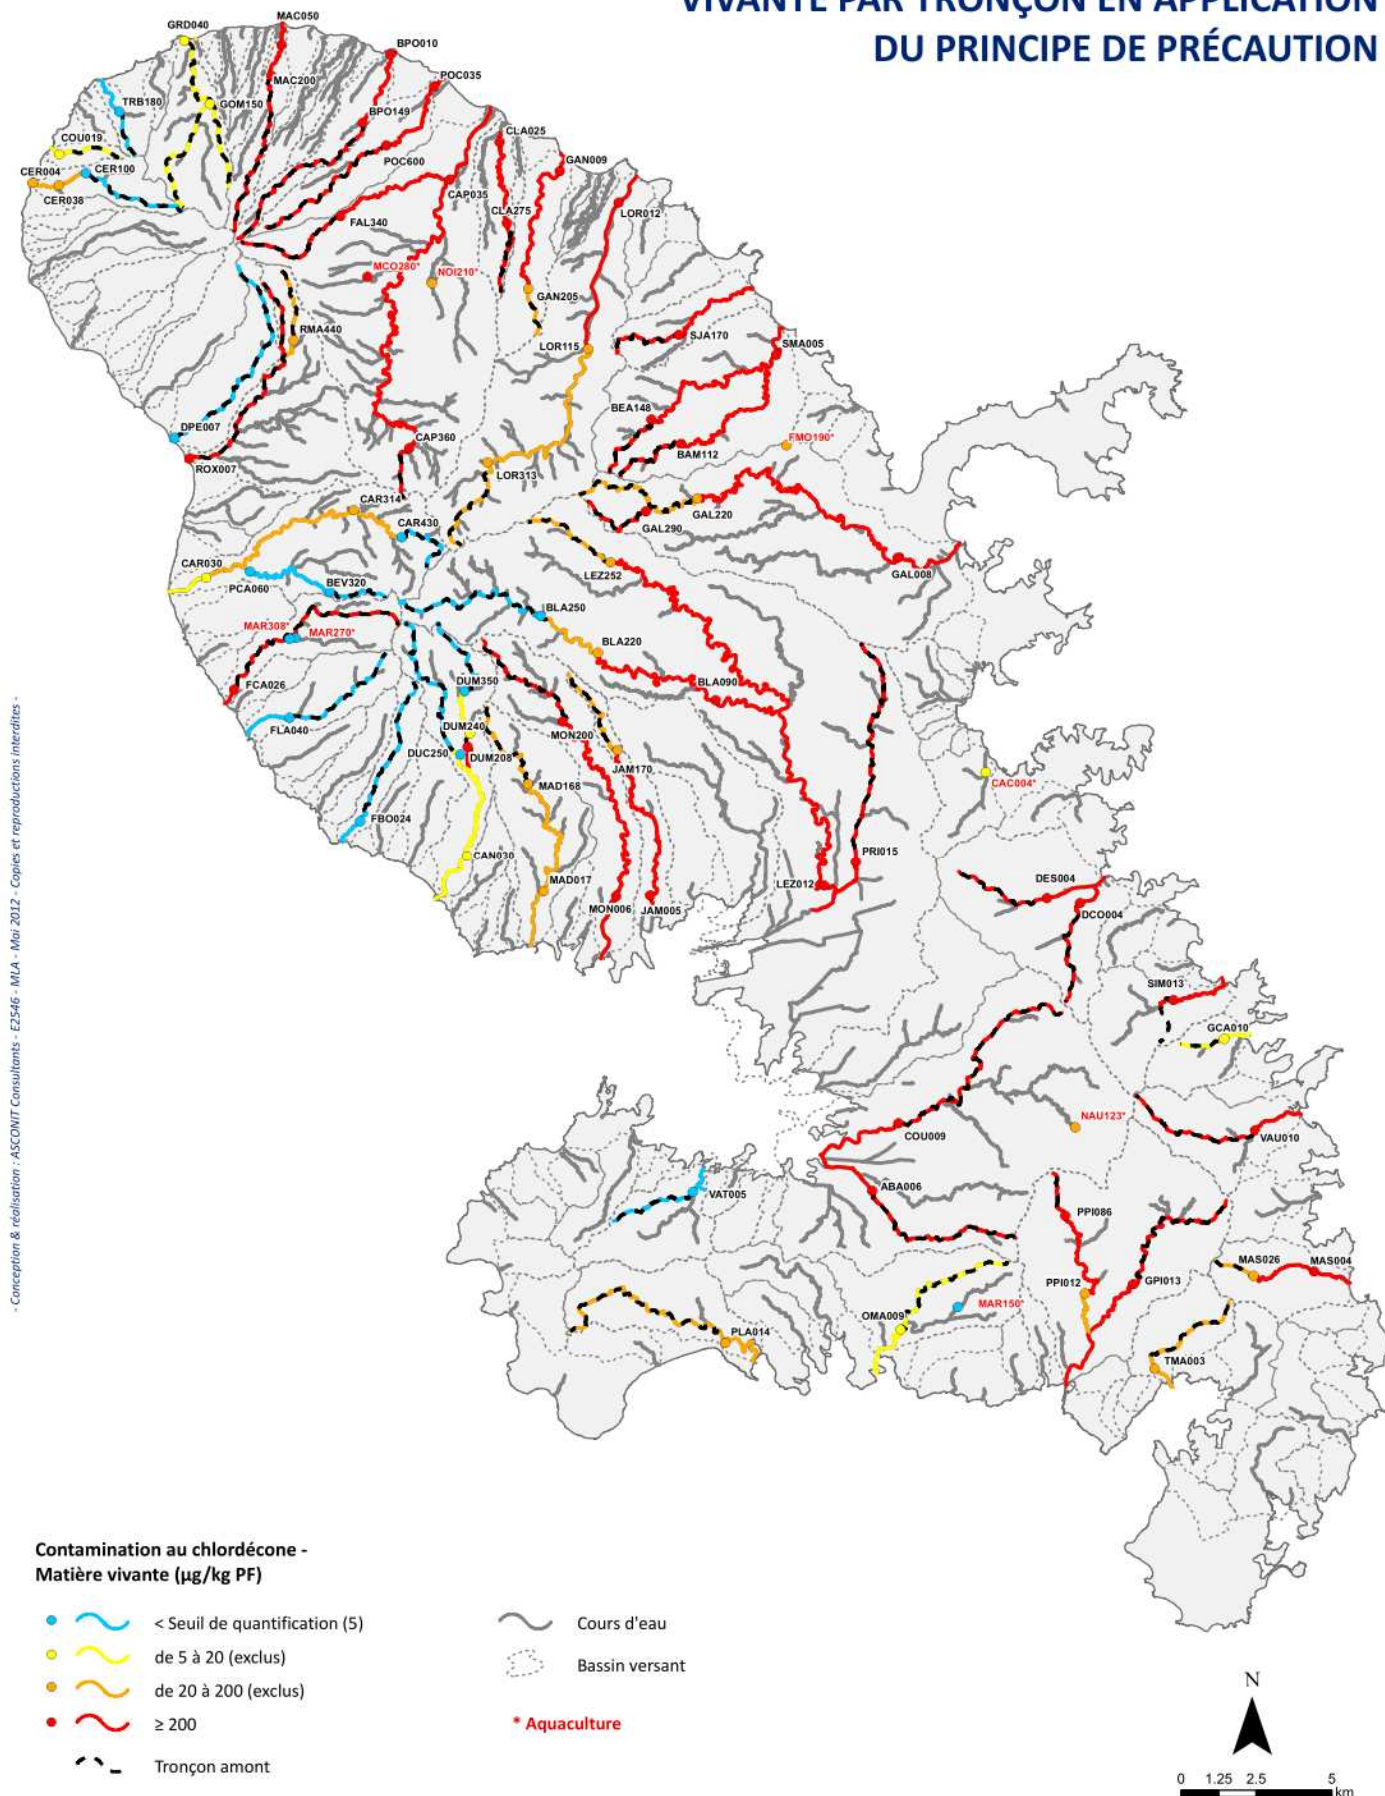 VIVANTE PAR TRONÇON EN APPLICATION
DU PRINCIPE DE PRÉCAUTION
MAC050
GRD040
BPO010
POC035
MAC200
TRB180
GOM150
BPO149
CLA025
COU019
POC600
GAN009
CER004
CER100
CAP035
CER038
CLA275
LOR012
FAL340
MCO280*
NOI210*
GAN205
RMA440
SJA170
LOR115
SMA005
BEA148
DPE007
CAP360
FMO190*
BAM112
ROX007
LOR313
CAR314
GAL220
CAR430
GAL290
CAR030
LEZ252
GAL008
PCA060
BEV320
BLA250
MAR308*
MAR270*
BLA220
DUM350
BLA090
FCA026
FLA040
DUM240
MON200
DUC250
DUM208
JAM170
MAD168
CAC004*
FBO024
CAN030
PRI015
MAD017
LEZ012
DES004
MON006
JAM005
DCO004
SIM013
GCA010
NAU123*
COU009
VAU010
ABA006
VAT005
PPI086
MAS026
MAS004
PPI012
GPI013
MAR150*
OMA009
PLA014
TMA003
- Conception & réalisation : ASCONIT Consultants - E2546 - MLA - Mai 2012 - Copies et reproductions interdites -
Contamination au chlordécone -
Matière vivante (µg/kg PF)
< Seuil de quantification (5)
de 5 à 20 (exclus)
de 20 à 200 (exclus)
≥ 200
Tronçon amont
Cours d'eau
Bassin versant
* Aquaculture
N
0 1.25 2.5 5
km